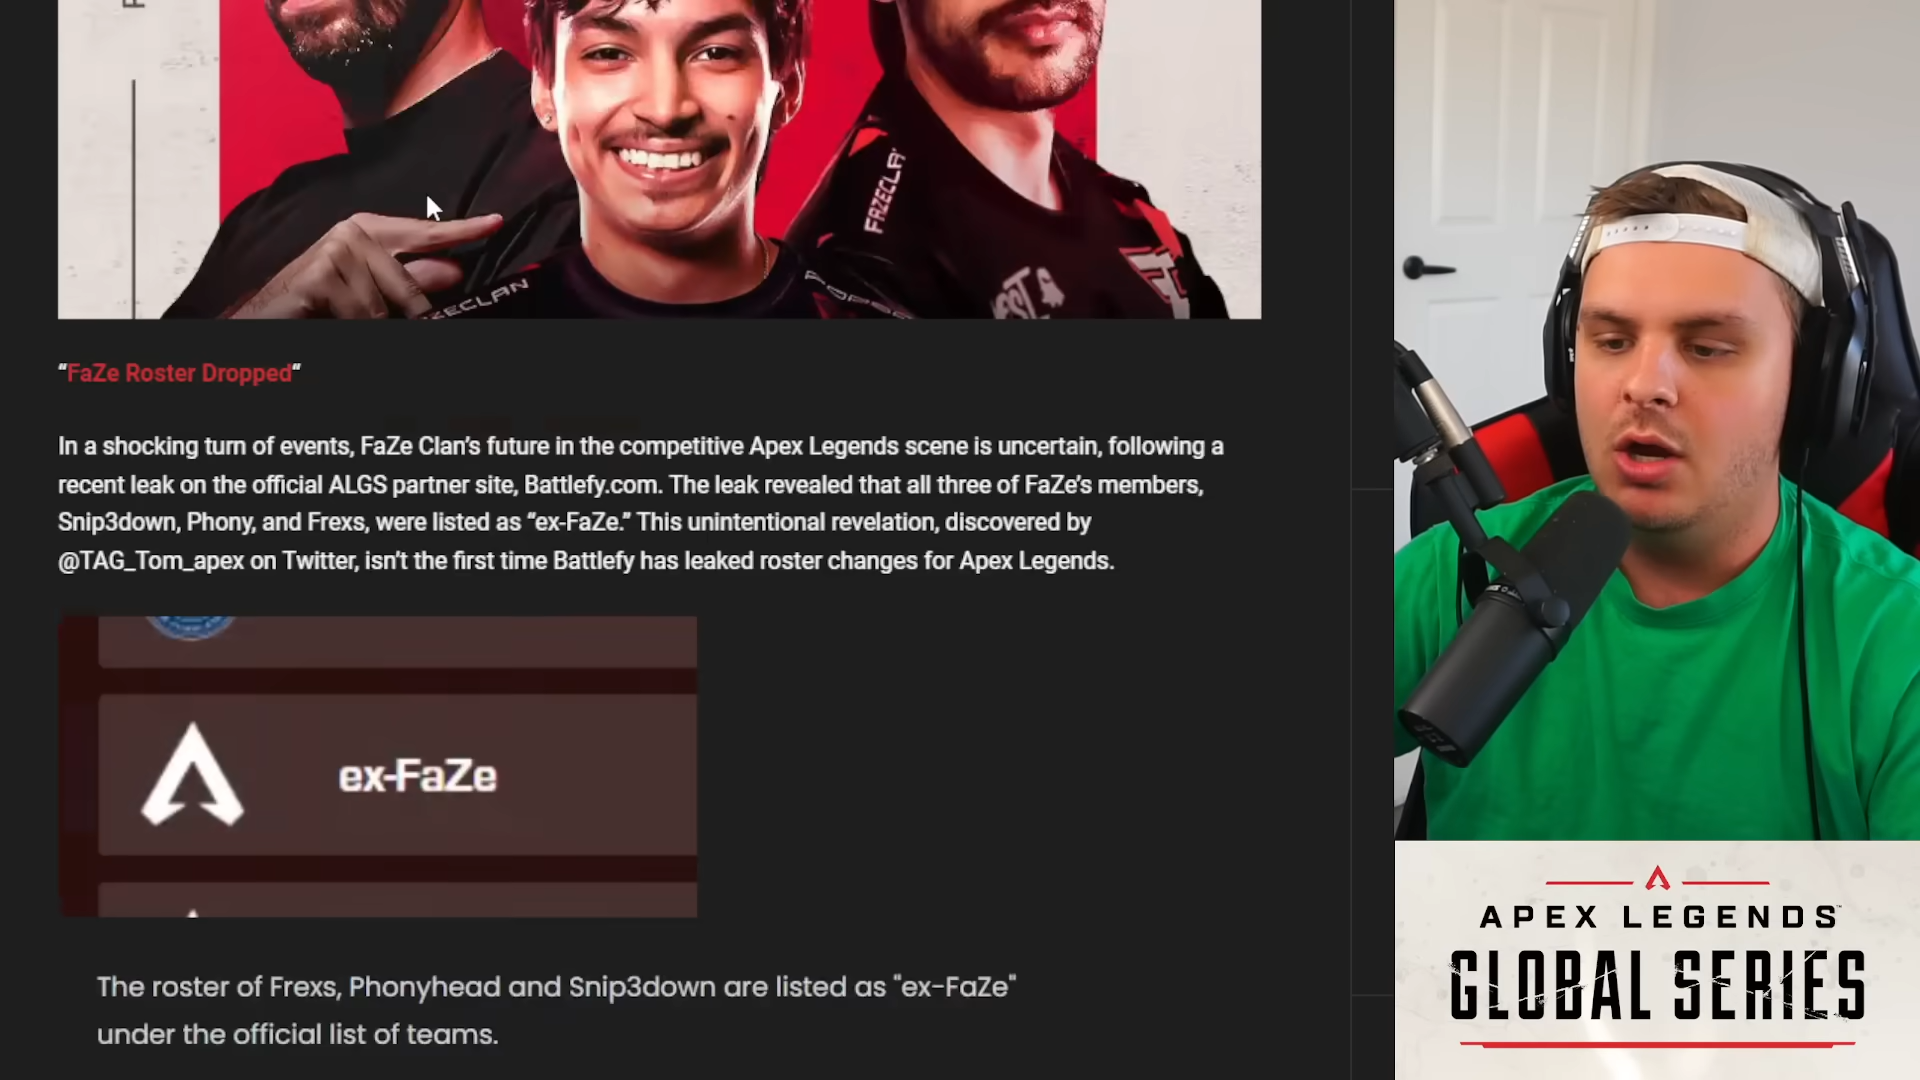 FAZECLAN
FAZECLAN
“FaZe Roster Dropped“
In a shocking turn of events, FaZe Clan’s future in the competitive Apex Legends scene is uncertain, following a
recent leak on the official ALGS partner site, Battlefy.com. The leak revealed that all three of FaZe’s members,
Snip3down, Phony, and Frexs, were listed as “ex-FaZe.” This unintentional revelation, discovered by
@TAG_Tom_apex on Twitter, isn’t the first time Battlefy has leaked roster changes for Apex Legends.
ex-FaZe
The roster of Frexs, Phonyhead and Snip3down are listed as "ex-FaZe"
under the official list of teams.
APEX LEGENDS
GLOBAL SERIES